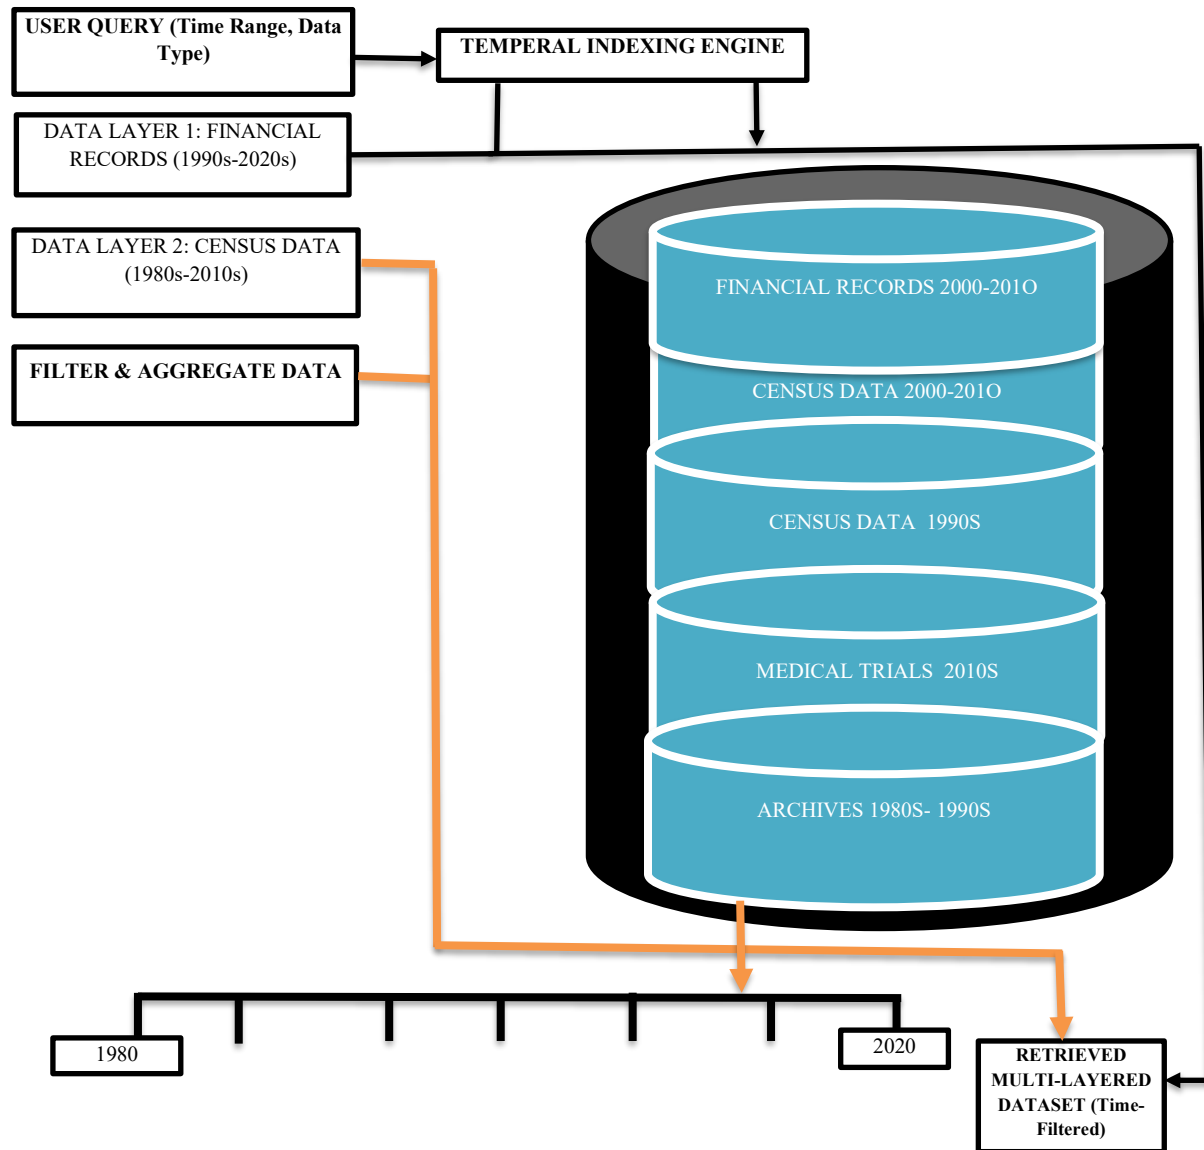 USER QUERY (Time Range, Data
Type)
TEMPERAL INDEXING ENGINE
DATA LAYER 1: FINANCIAL
RECORDS (1990s-2020s)
DATA LAYER 2: CENSUS DATA
(1980s-2010s)
FILTER & AGGREGATE DATA
FINANCIAL RECORDS 2000-201O
CENSUS DATA 2000-201O
CENSUS DATA 1990S
MEDICAL TRIALS 2010S
ARCHIVES 1980S- 1990S
1980
2020
RETRIEVED
MULTI-LAYERED
DATASET (Time-
Filtered)